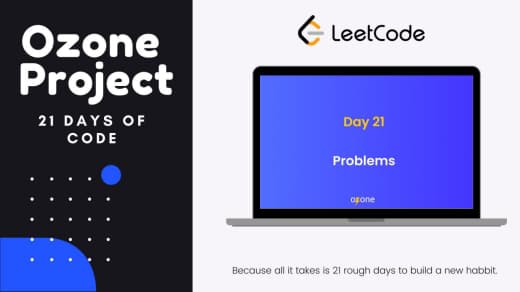 Ozone
Project
21 DAYS OF
CODE
LeetCode
Day 21
Problems
ozone
Because all it takes is 21 rough days to build a new habbit.